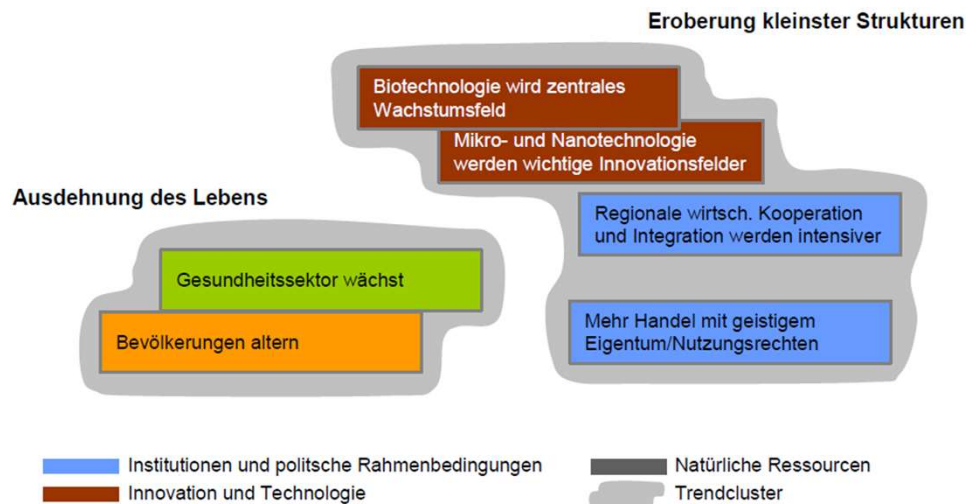 Eroberung kleinster Strukturen
Biotechnologie wird zentrales
Wachstumsfeld
Mikro- und Nanotechnologie
werden wichtige Innovationsfelder
Ausdehnung des Lebens
Regionale wirtsch. Kooperation
und Integration werden intensiver
Gesundheitssektor wächst
Mehr Handel mit geistigem
Eigentum/Nutzungsrechten
Bevölkerungen altern
Institutionen und politsche Rahmenbedingungen
Natürliche Ressourcen
Innovation und Technologie
Trendcluster